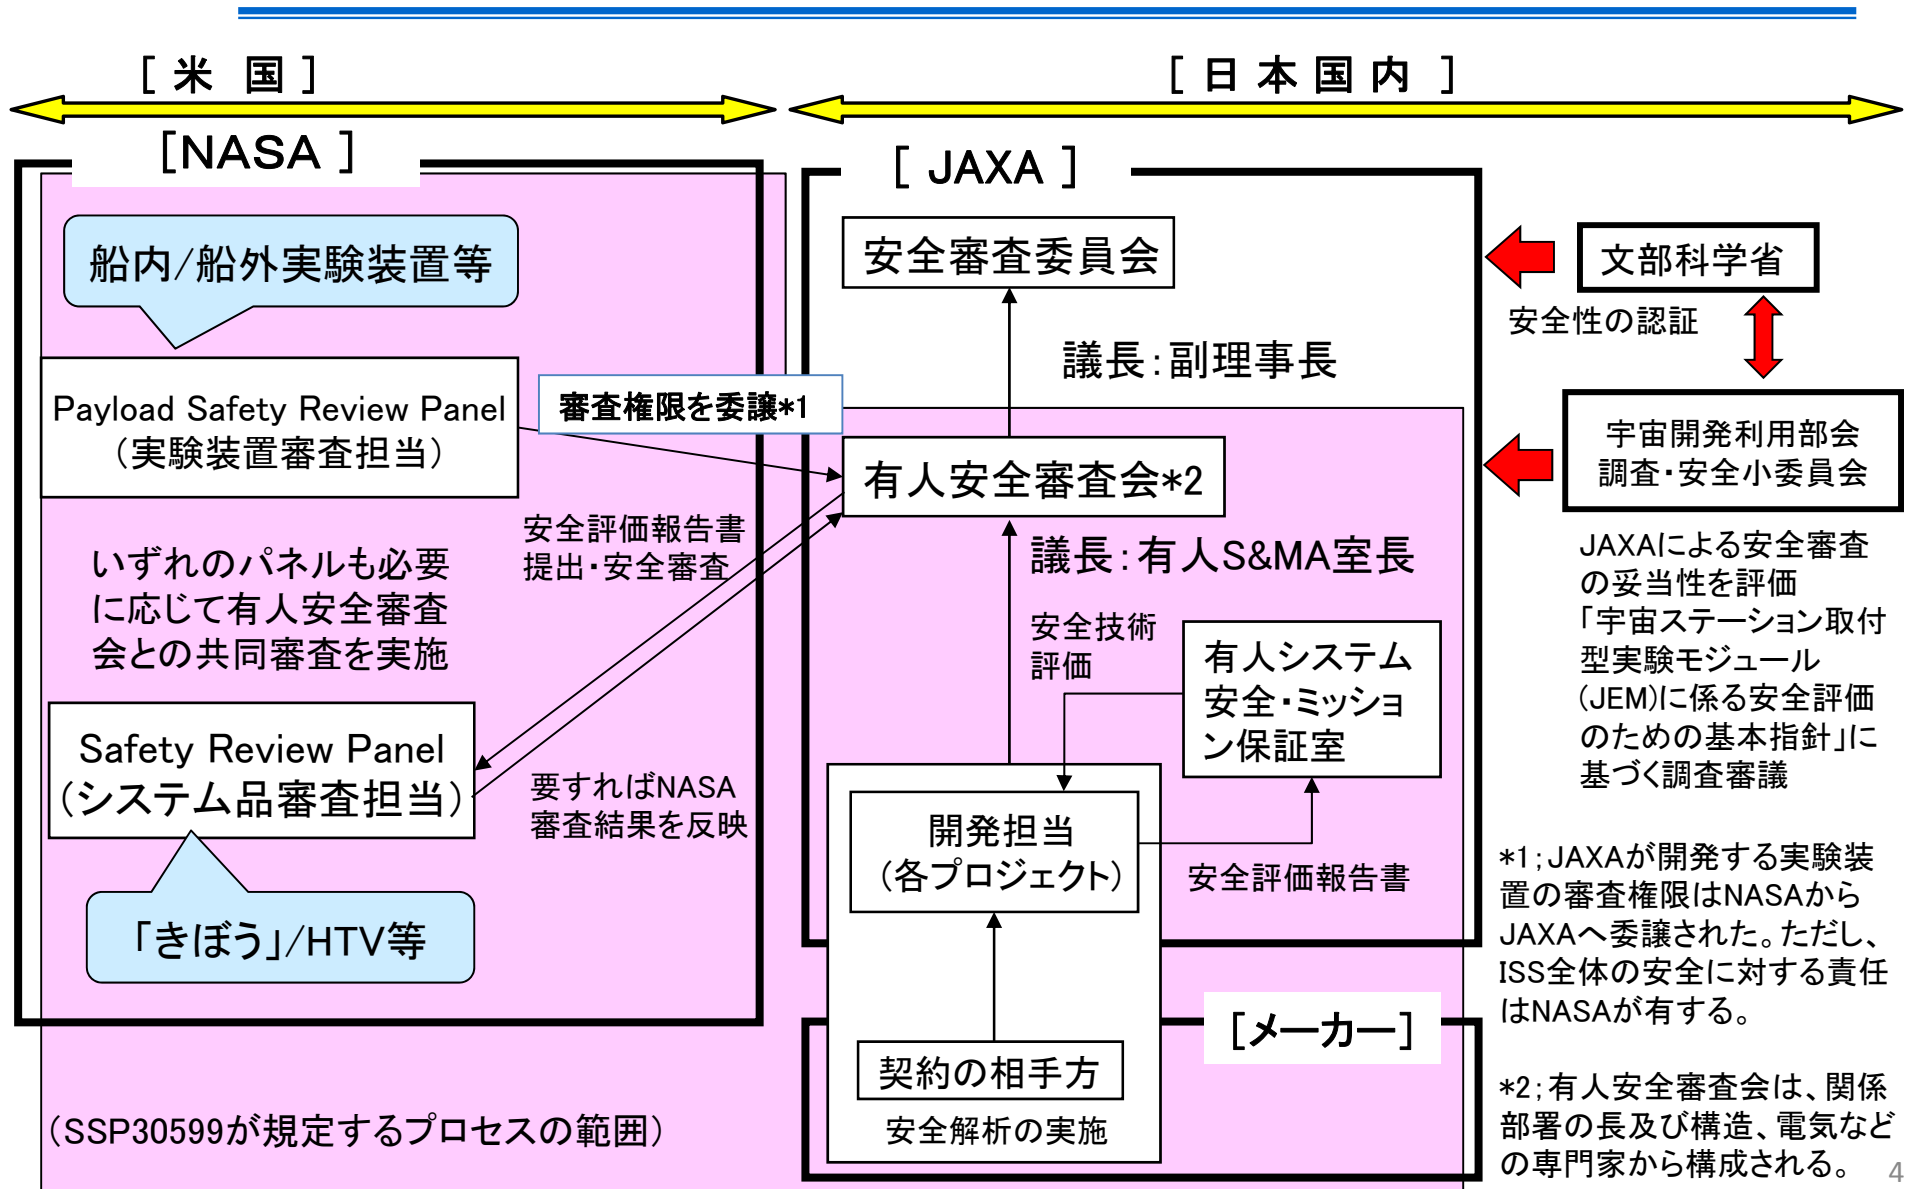 ［ 米　国 ］
［ 日 本 国 内 ］
［NASA ］
［ JAXA ］
船内/船外実験装置等
安全審査委員会
文部科学省
安全性の認証
議長：副理事長
Payload Safety Review Panel
（実験装置審査担当）
審査権限を委譲*1
有人安全審査会*2
宇宙開発利用部会
調査・安全小委員会
安全評価報告書
提出・安全審査
議長：有人S&MA室長
いずれのパネルも必要
に応じて有人安全審査
会との共同審査を実施
安全技術
評価
有人システム
安全・ミッショ
ン保証室
JAXAによる安全審査
の妥当性を評価
「宇宙ステーション取付
型実験モジュール
(JEM)に係る安全評価
のための基本指針」に
基づく調査審議
Safety Review Panel
（システム品審査担当）
要すればNASA
審査結果を反映
開発担当
（各プロジェクト）
安全評価報告書
「きぼう」/HTV等
*1；JAXAが開発する実験装
置の審査権限はNASAから
JAXAへ委譲された。ただし、
ISS全体の安全に対する責任
はNASAが有する。
［メーカー］
契約の相手方
安全解析の実施
（SSP30599が規定するプロセスの範囲）
*2；有人安全審査会は、関係
部署の長及び構造、電気など
の専門家から構成される。
4